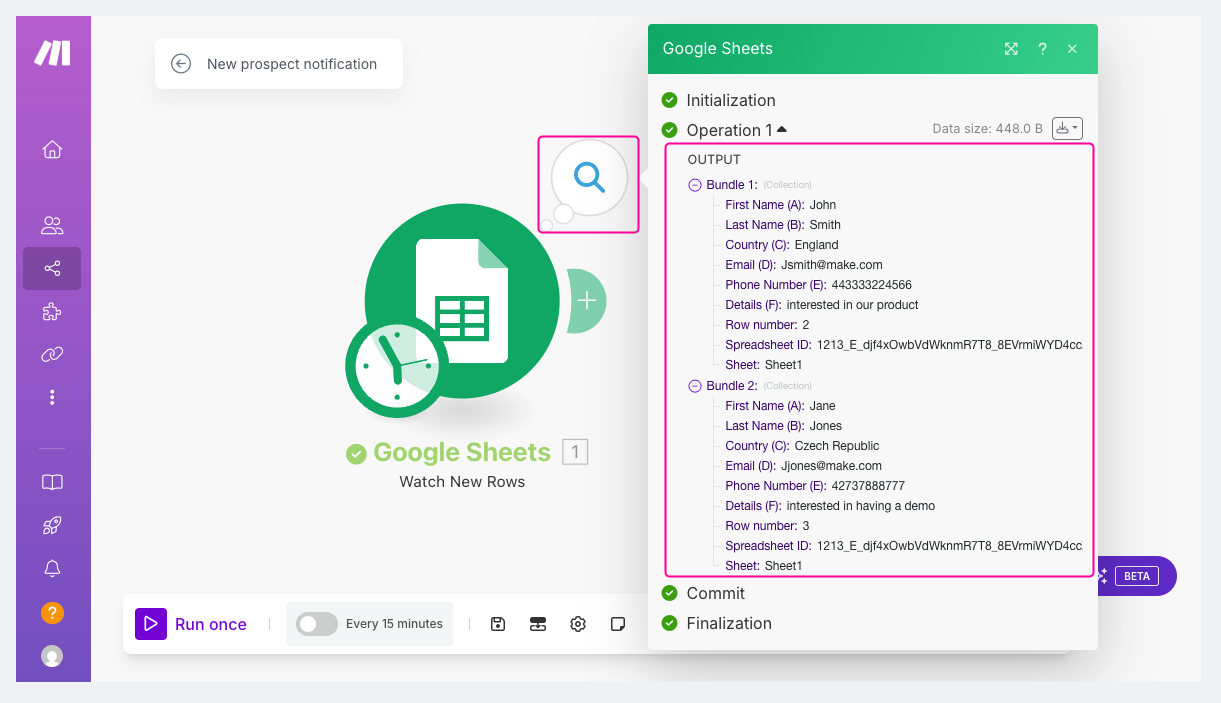 New prospect notification
Google Sheets
?
Initialization
Operation 1
Data size: 448.0 B
OUTPUT
Bundle 1: (Collection)
First Name (A): John
Last Name (B): Smith
Country (C): England
Email (D): Jsmith@make.com
Phone Number (E): 443333224566
Details (F): interested in our product
Row number: 2
Spreadsheet ID: 1213_E_djf4xOwbVdWknmR7T8_8EVrmiWYD4cc
Sheet: Sheet1
Bundle 2: (Collection)
First Name (A): Jane
Last Name (B): Jones
Country (C): Czech Republic
Email (D): Jjones@make.com
Phone Number (E): 42737888777
Details (F): interested in having a demo
Row number: 3
Spreadsheet ID: 1213_E_djf4xOwbVdWknmR7T8_8EVrmiWYD4cc
Sheet: Sheet1
Commit
Finalization
Google Sheets 1
Watch New Rows
BETA
?
Run once
Every 15 minutes